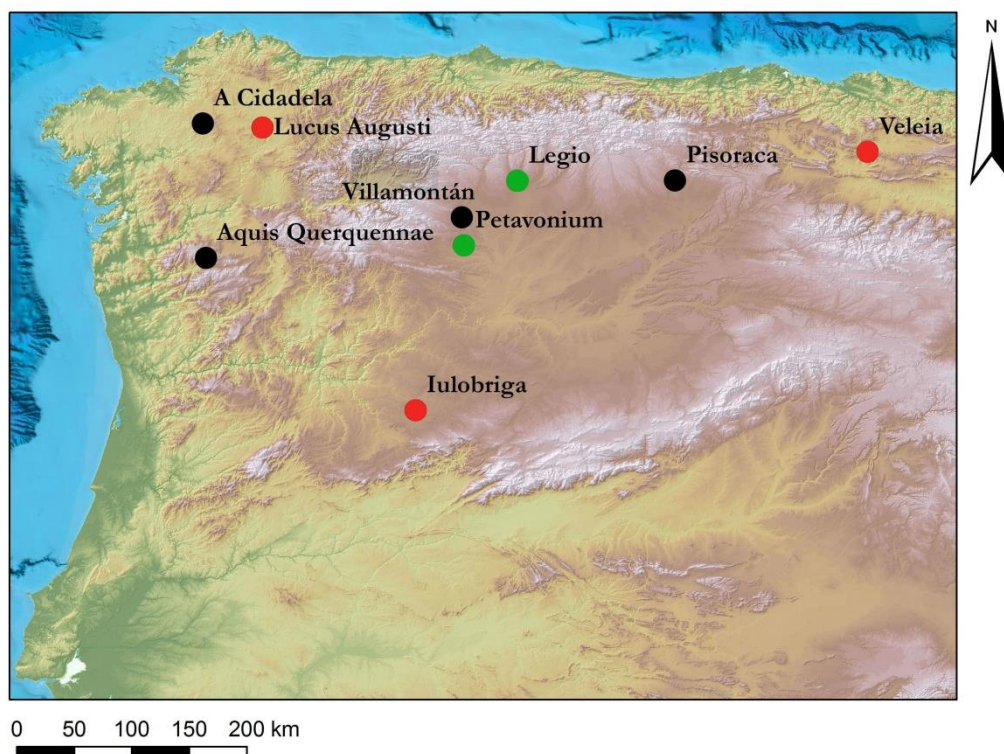 N
A Cidadela
Lucus Augusti
Veleia
Legio
Pisoraca
Villamontán
Petavonium
Aquis Querquennae
Iulobriga
0 50 100 150 200 km